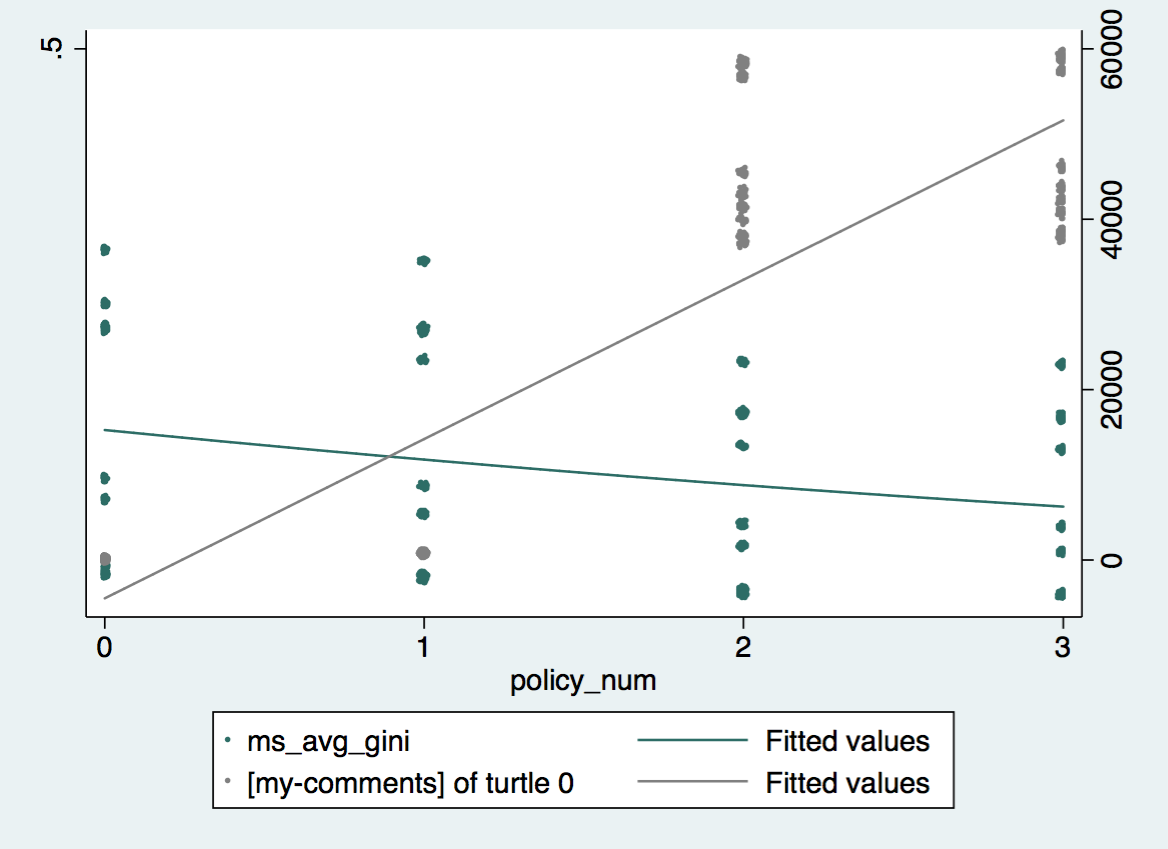 .5
60000
40000
20000
0
0 1 2 3
policy_num
ms_avg_gini Fitted values
[my-comments] of turtle 0 Fitted values